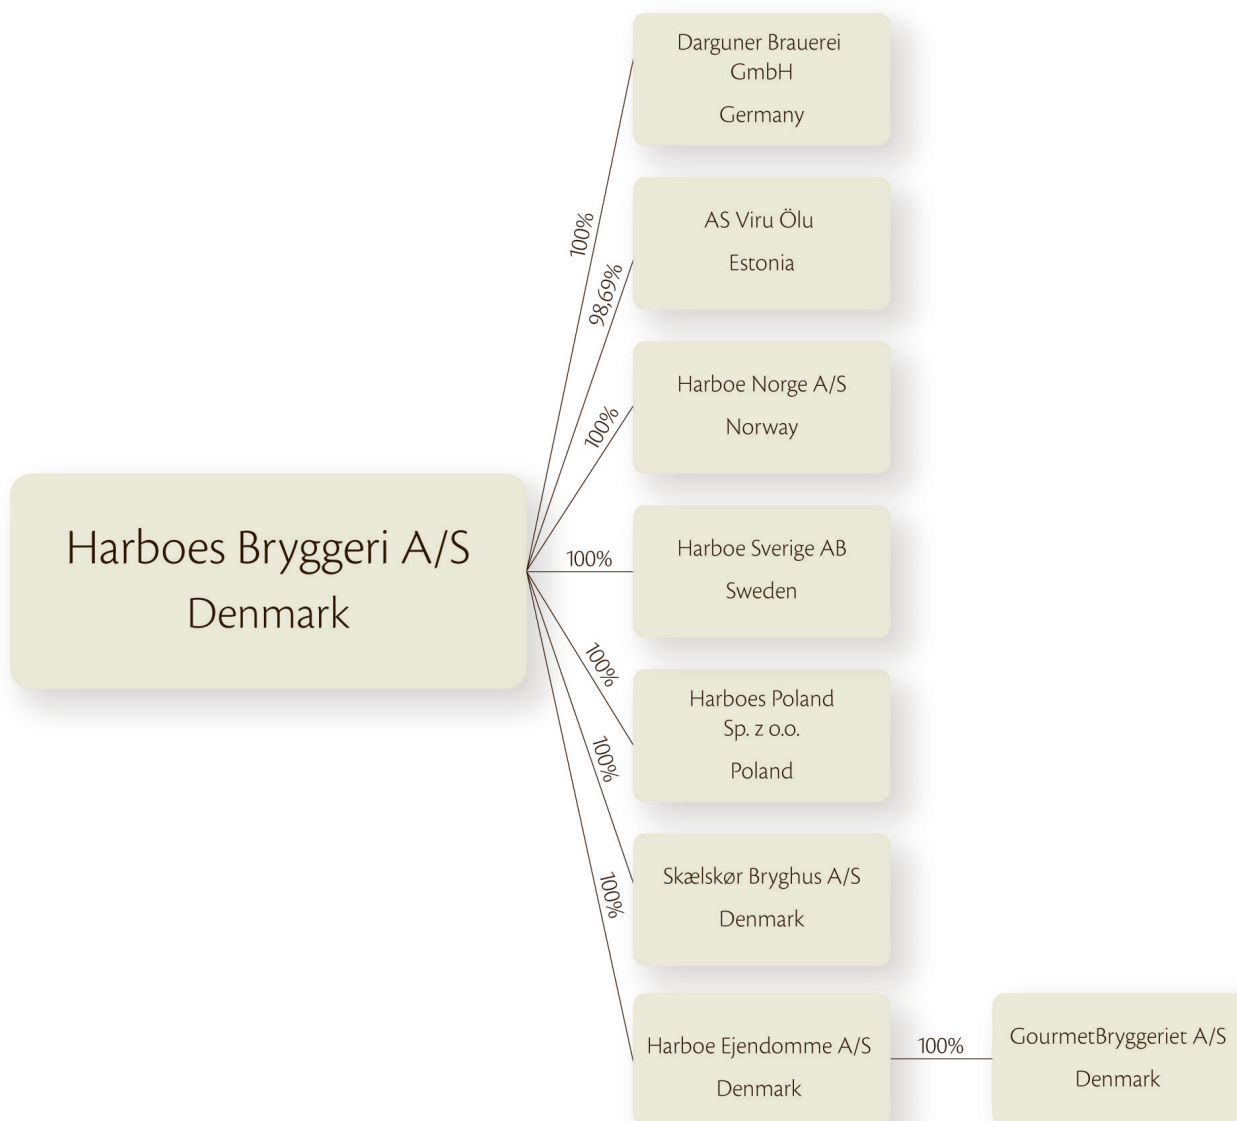 Darguner Brauerei
GmbH
Germany
100%
AS Viru Ölu
Estonia
98,69%
Harboe Norge A/S
Norway
100%
Harboes Bryggeri A/S
Denmark
100%
Harboe Sverige AB
Sweden
100%
Harboes Poland
Sp. z o.o.
Poland
100%
Skælskør Bryghus A/S
Denmark
100%
Harboe Ejendomme A/S
Denmark
100%
GourmetBryggeriet A/S
Denmark